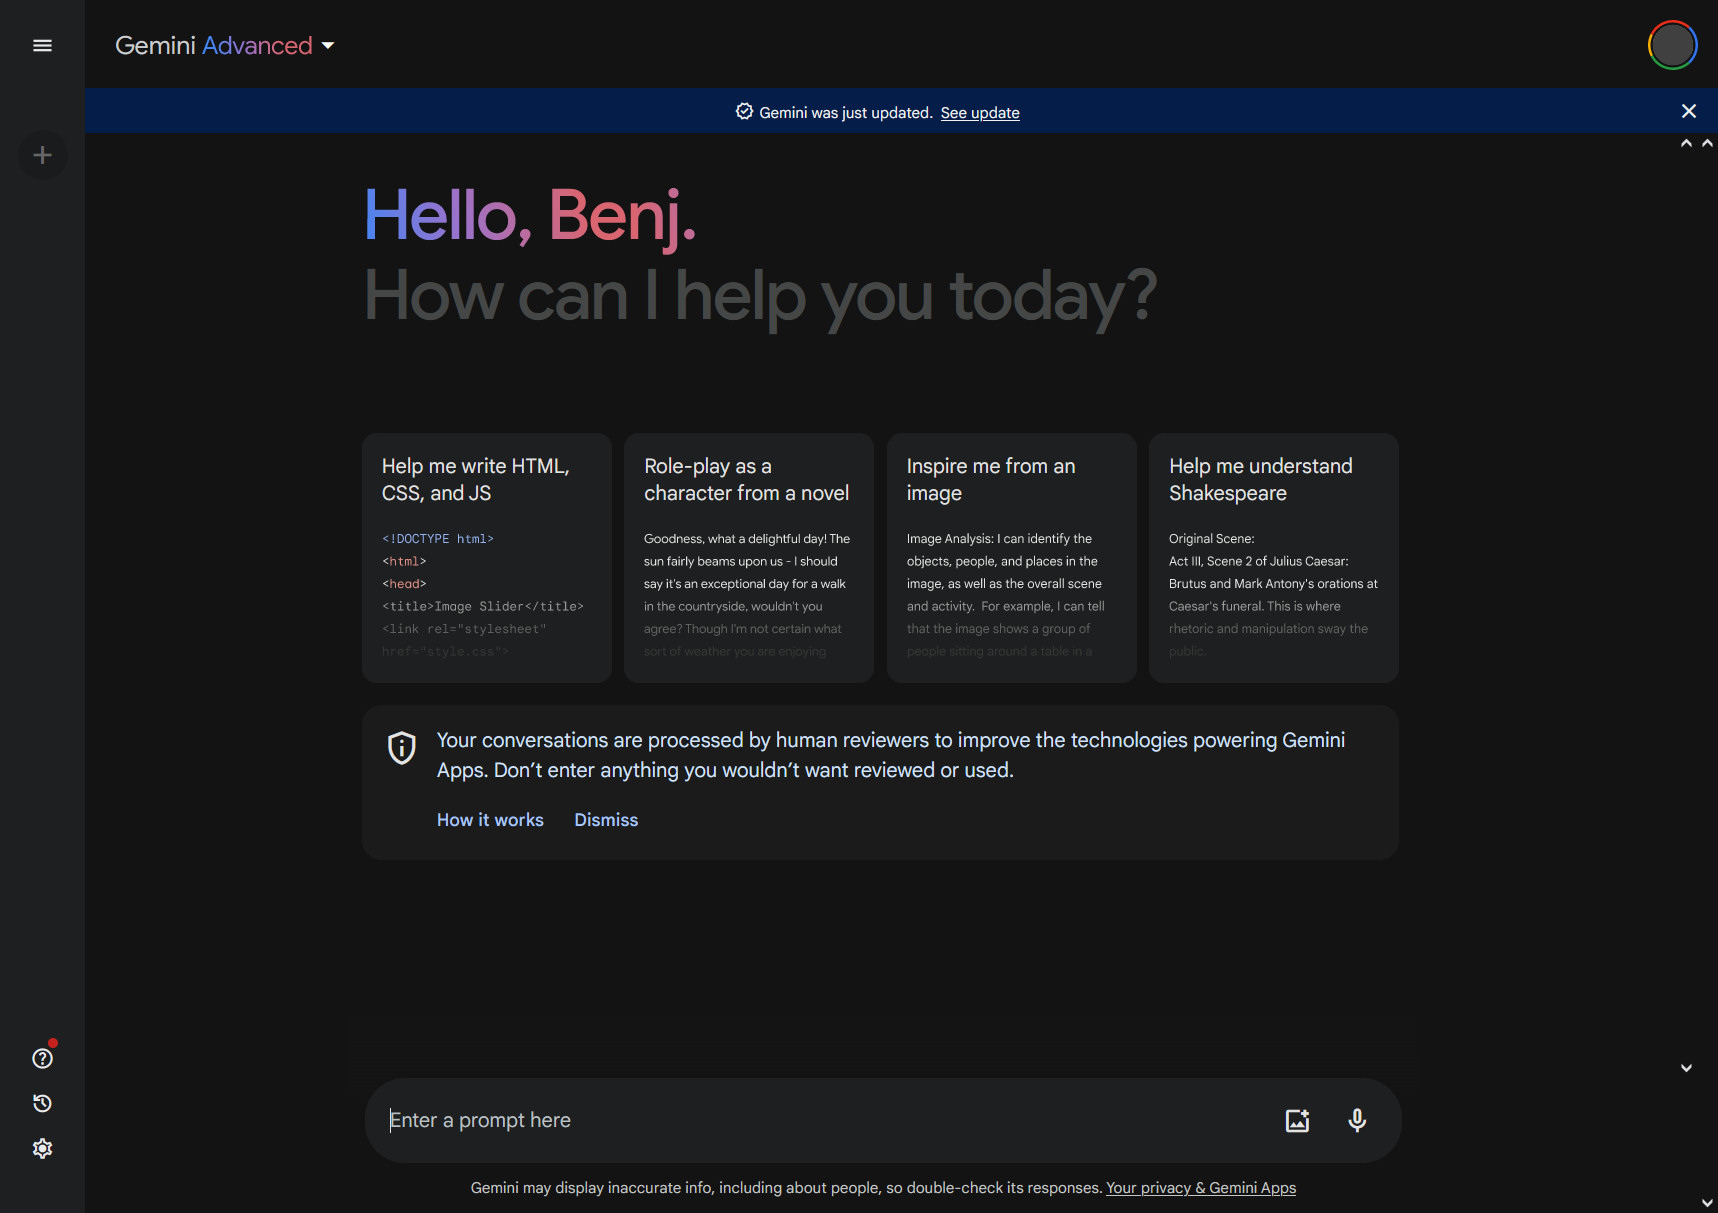 Gemini Advanced
Gemini was just updated. See update
Hello, Benj.
How can I help you today?
Help me write HTML,
CSS, and JS
<!DOCTYPE html>
<html>
<head>
<title>Image Slider</title>
<link rel="stylesheet"
href="style.css">
Role-play as a
character from a novel
Goodness, what a delightful day! The
sun fairly beams upon us - I should
say it's an exceptional day for a walk
in the countryside, wouldn't you
agree? Though I'm not certain what
sort of weather you are enjoying
Inspire me from an
image
Image Analysis: I can identify the
objects, people, and places in the
image, as well as the overall scene
and activity.  For example, I can tell
that the image shows a group of
people sitting around a table in a
Help me understand
Shakespeare
Original Scene:
Act III, Scene 2 of Julius Caesar:
Brutus and Mark Antony's orations at
Caesar's funeral. This is where
rhetoric and manipulation sway the
public.
Your conversations are processed by human reviewers to improve the technologies powering Gemini
Apps. Don’t enter anything you wouldn’t want reviewed or used.
How it works Dismiss
Enter a prompt here
Gemini may display inaccurate info, including about people, so double-check its responses. Your privacy & Gemini Apps